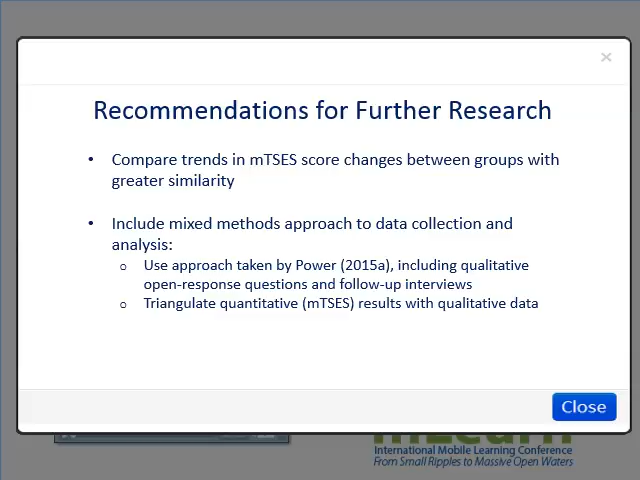 ×
Recommendations for Further Research
• Compare trends in mTSES score changes between groups with
greater similarity
• Include mixed methods approach to data collection and
analysis:
o Use approach taken by Power (2015a), including qualitative
open-response questions and follow-up interviews
o Triangulate quantitative (mTSES) results with qualitative data
Close
International Mobile Learning Conference
From Small Ripples to Massive Open Waters